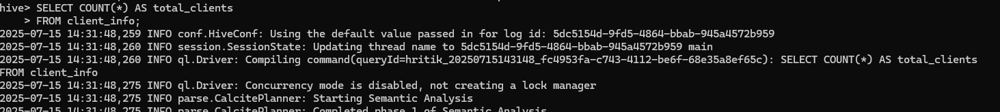 hive> SELECT COUNT(*) AS total_clients
    > FROM client_info;
2025-07-15 14:31:48,259 INFO conf.HiveConf: Using the default value passed in for log id: 5dc5154d-9fd5-4864-bbab-945a4572b959
2025-07-15 14:31:48,260 INFO session.SessionState: Updating thread name to 5dc5154d-9fd5-4864-bbab-945a4572b959 main
2025-07-15 14:31:48,260 INFO ql.Driver: Compiling command(queryId=hritik_20250715143148_fc4953fa-c743-4112-be6f-68e35a8ef65c): SELECT COUNT(*) AS total_clients
FROM client_info
2025-07-15 14:31:48,275 INFO ql.Driver: Concurrency mode is disabled, not creating a lock manager
2025-07-15 14:31:48,275 INFO parse.CalcitePlanner: Starting Semantic Analysis
2025-07-15 14:31:48,275 INFO parse.CalcitePlanner: Completed phase 1 of Semantic Analysis